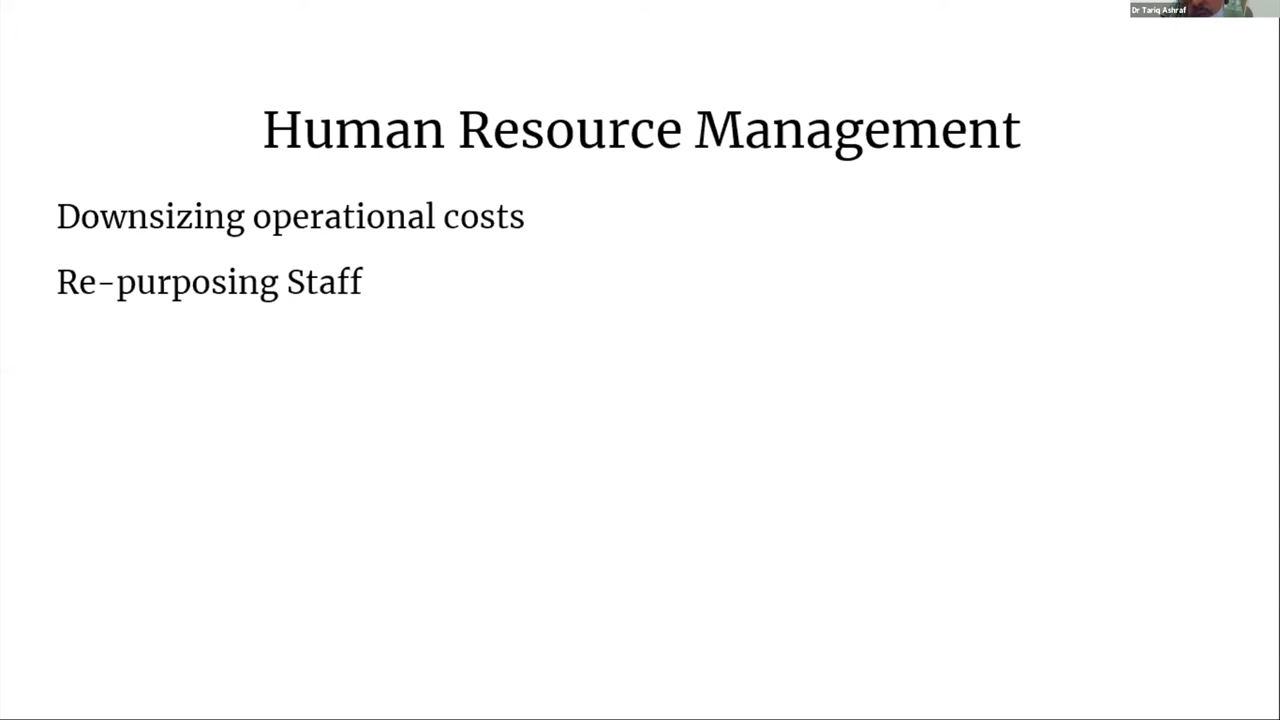 Dr Tariq Ashraf
Human Resource Management
Downsizing operational costs
Re-purposing Staff